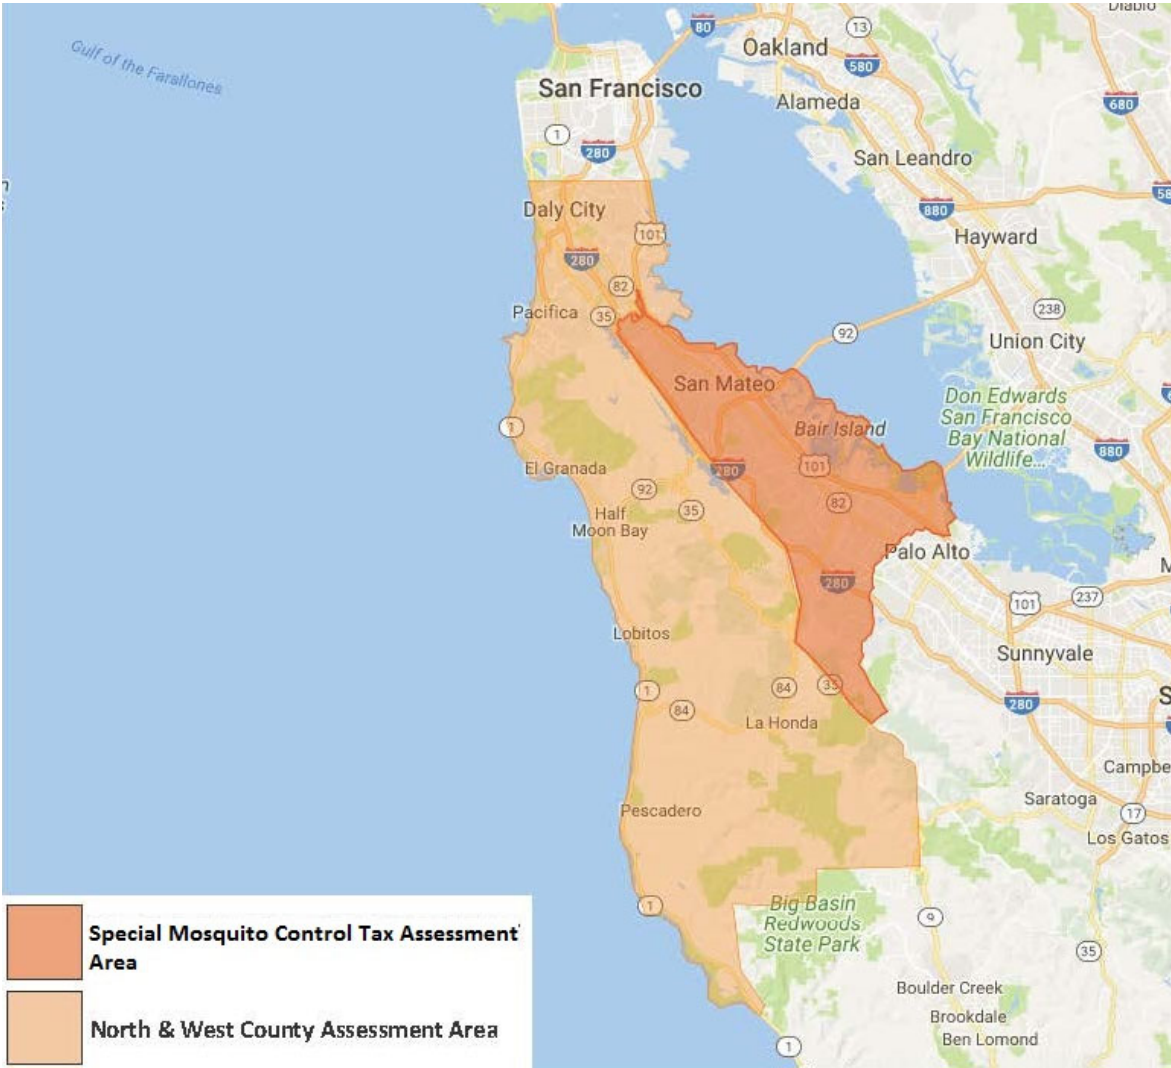 Diablo
80
13
Oakland
Gulf of the Farallones
580
San Francisco
680
Alameda
1
280
San Leandro
58
Daly City
880
101
Hayward
280
82
238
Pacifica
35
92
Union City
San Mateo
Don Edwards
San Francisco
Bay National
Wildlife...
1
Bair Island
880
El Granada
280
101
92
82
35
Half
Moon Bay
Palo Alto
280
M
101
237
Lobitos
Sunnyvale
1
84
35
84
280
S
La Honda
Campbe
Saratoga
Pescadero
17
Los Gatos
1
Big Basin
Redwoods
State Park
9
35
Special Mosquito Control Tax Assessment
Area
Boulder Creek
Brookdale
North & West County Assessment Area
Ben Lomond
1